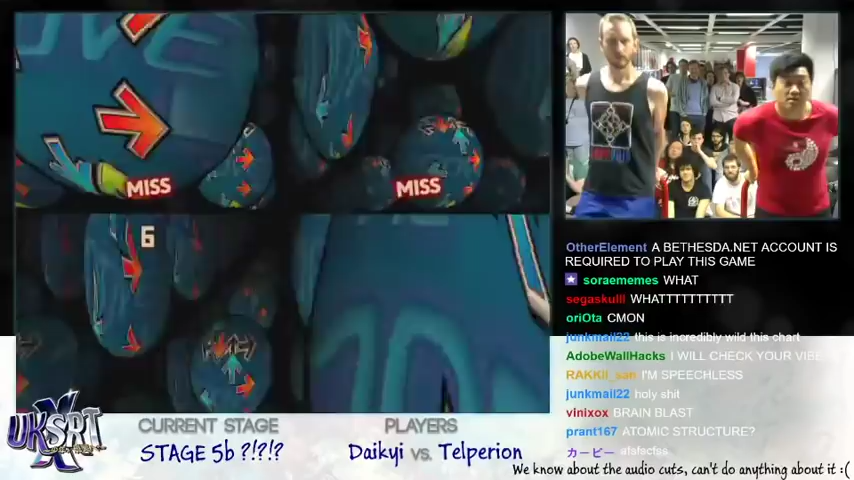 MISS
MISS
6
OtherElement A BETHESDA.NET ACCOUNT IS
REQUIRED TO PLAY THIS GAME
soraememes WHAT
segaskulll WHATTTTTTTTTT
oriOta CMON
junkmail22 this is incredibly wild this chart
AdobeWallHacks I WILL CHECK YOUR VIBE
RAKKII_san I'M SPEECHLESS
junkmail22 holy shit
vinixox BRAIN BLAST
prant167 ATOMIC STRUCTURE?
カービー afafscfss
UKSRT X
CURRENT STAGE
STAGE 5b ?!?!?
PLAYERS
Daikyi vs. Telperion
We know about the audio cuts, can't do anything about it :(